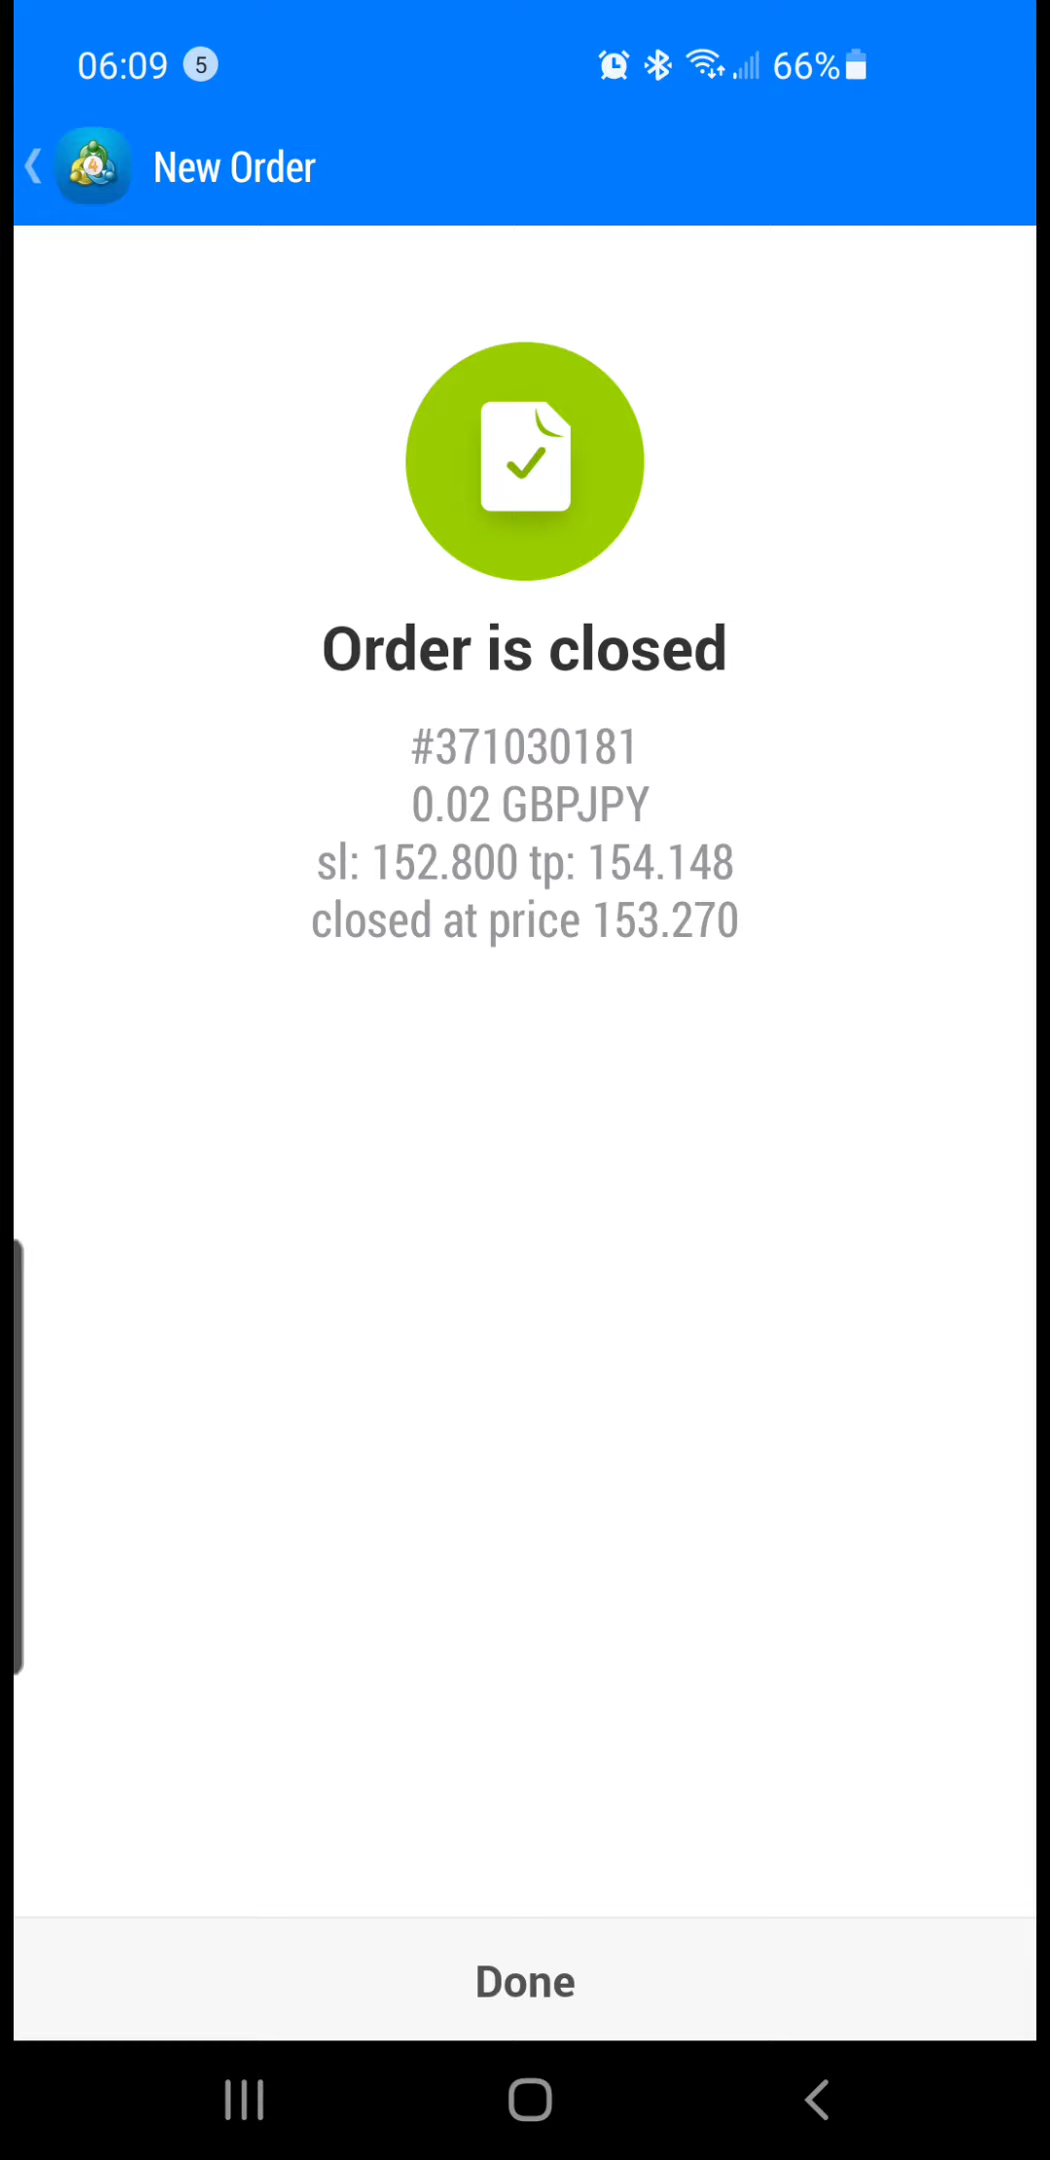 06:09 5 66%
4 New Order
Order is closed
#371030181
0.02 GBPJPY
sl: 152.800 tp: 154.148
closed at price 153.270
Done